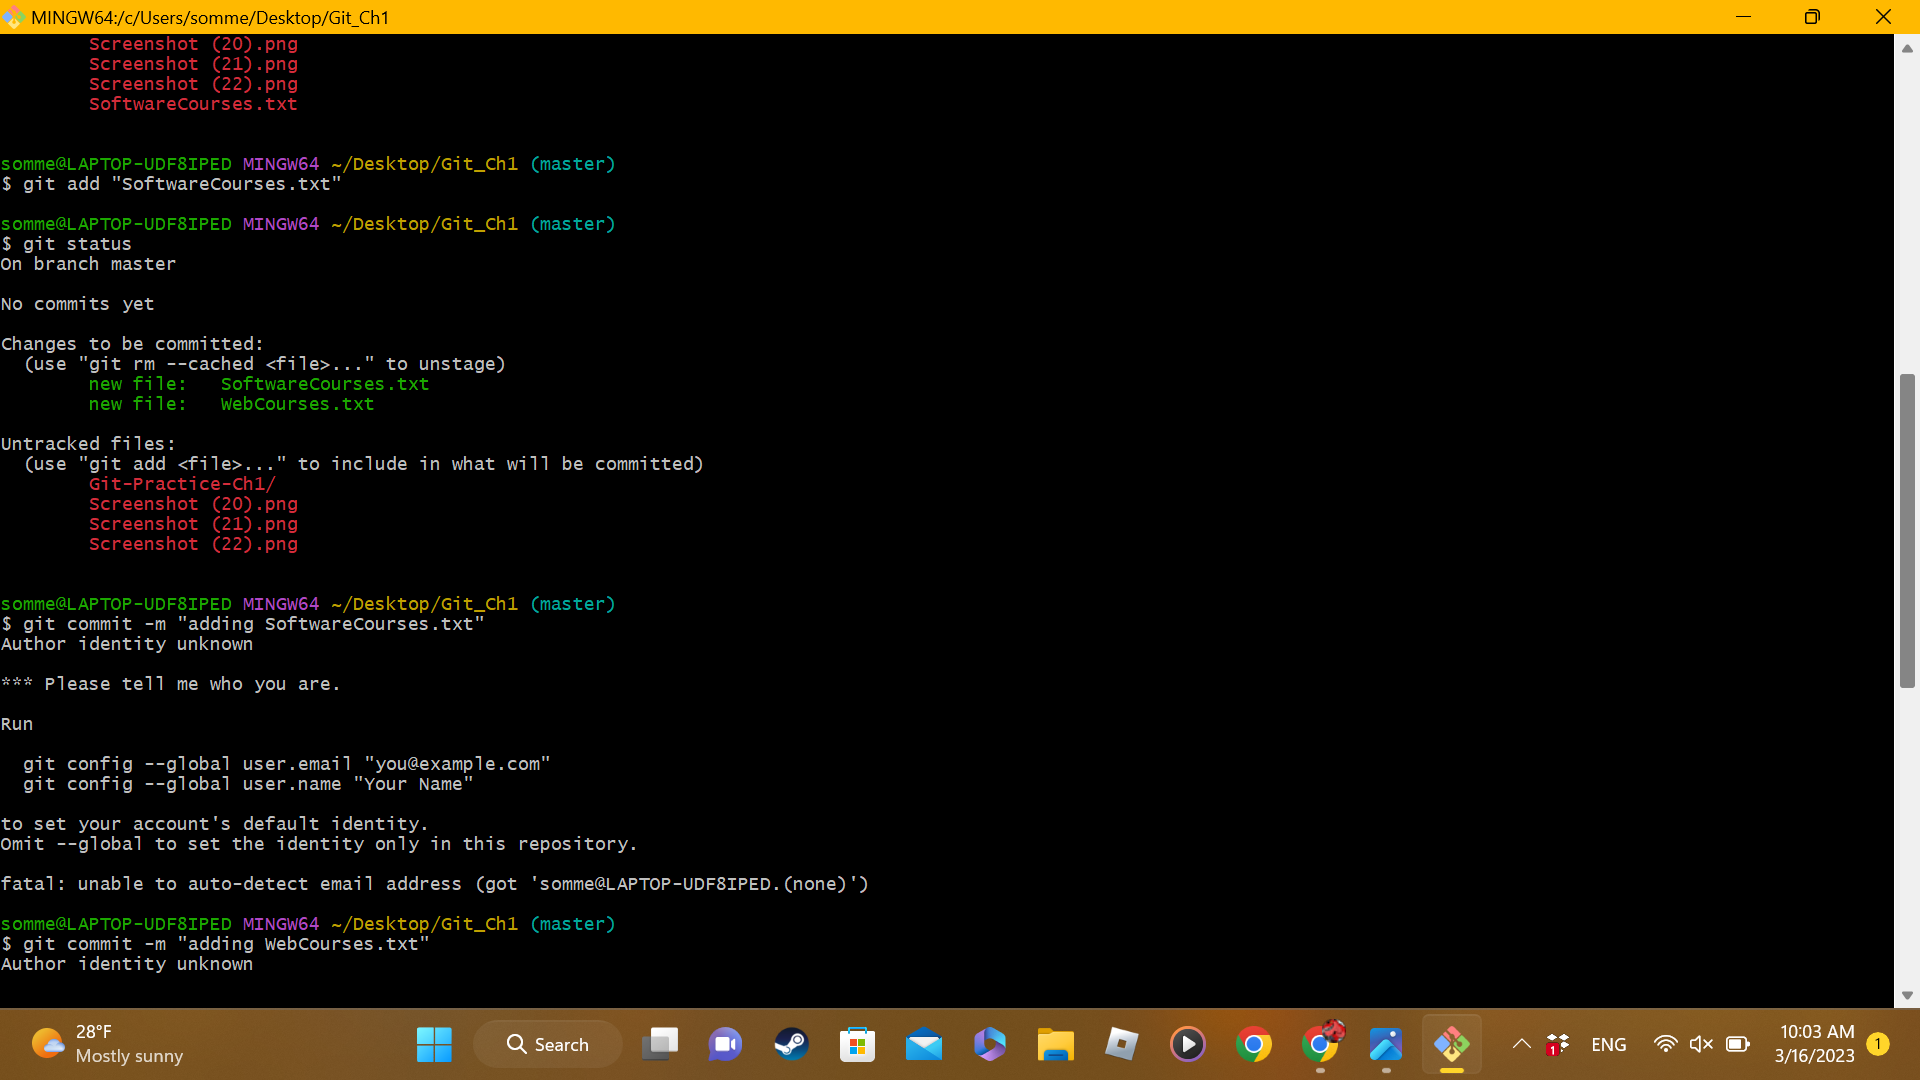 MINGW64:/c/Users/somme/Desktop/Git_Ch1
Screenshot (20).png
Screenshot (21).png
Screenshot (22).png
SoftwareCourses.txt
somme@LAPTOP-UDF8IPED MINGW64 ~/Desktop/Git_Ch1 (master)
$ git add "SoftwareCourses.txt"
somme@LAPTOP-UDF8IPED MINGW64 ~/Desktop/Git_Ch1 (master)
$ git status
On branch master
No commits yet
Changes to be committed:
(use "git rm --cached <file>..." to unstage)
new file:   SoftwareCourses.txt
new file:   WebCourses.txt
Untracked files:
(use "git add <file>..." to include in what will be committed)
Git-Practice-Ch1/
Screenshot (20).png
Screenshot (21).png
Screenshot (22).png
somme@LAPTOP-UDF8IPED MINGW64 ~/Desktop/Git_Ch1 (master)
$ git commit -m "adding SoftwareCourses.txt"
Author identity unknown
*** Please tell me who you are.
Run
git config --global user.email "you@example.com"
git config --global user.name "Your Name"
to set your account's default identity.
Omit --global to set the identity only in this repository.
fatal: unable to auto-detect email address (got 'somme@LAPTOP-UDF8IPED.(none)')
somme@LAPTOP-UDF8IPED MINGW64 ~/Desktop/Git_Ch1 (master)
$ git commit -m "adding WebCourses.txt"
Author identity unknown
28°F
Mostly sunny
Search
1
ENG
10:03 AM
3/16/2023
1